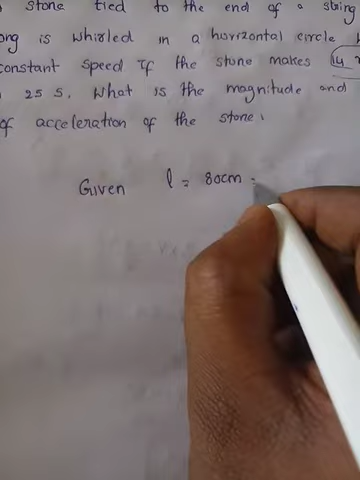 stone tied to the end of a string
ong is whirled in a horizontal circle
constant speed If the stone makes 14
25 s. What is the magnitude and
of acceleration of the stone.
Given l = 80cm =